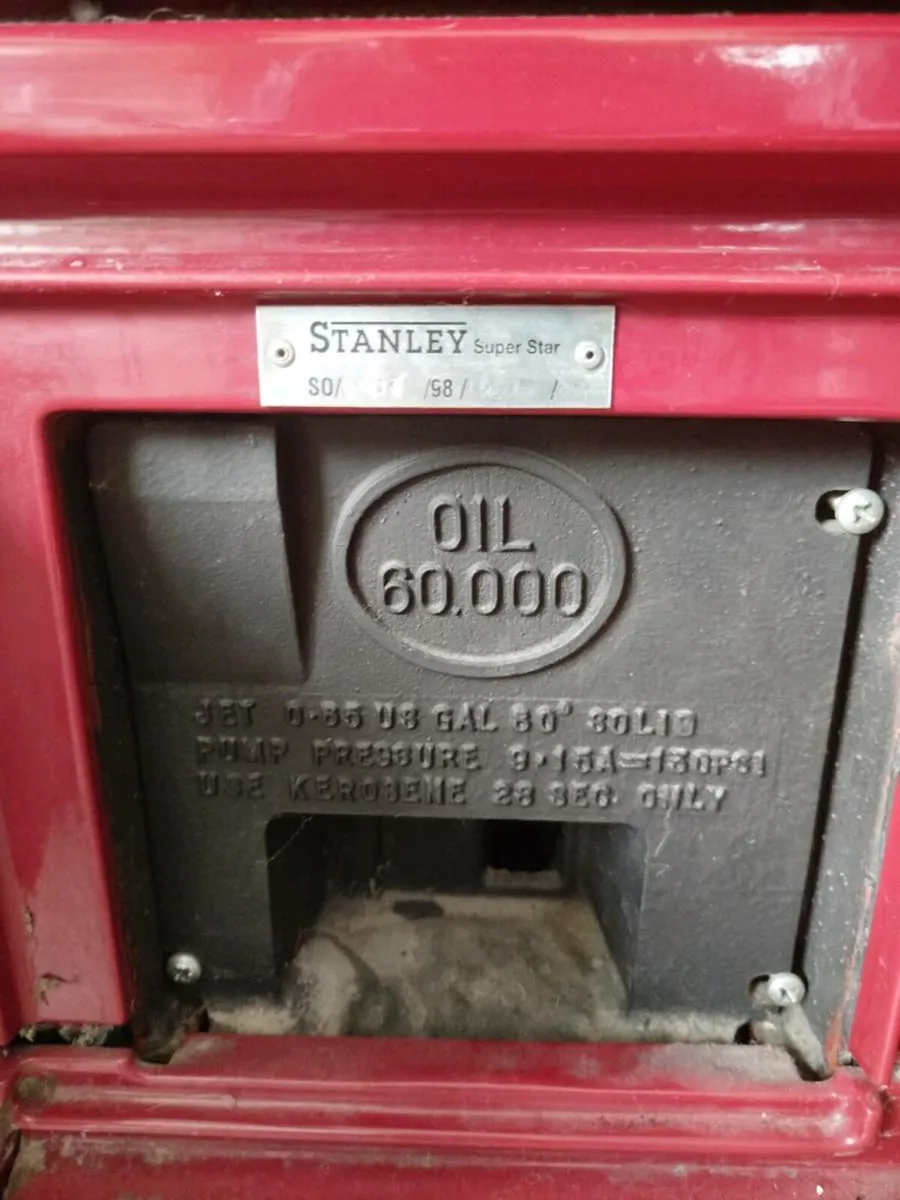 STANLEY Super Star
SO/ /98 / /
OIL
60.000
JET 0·65 US GAL 80° SOLID
PUMP PRESSURE 9·15A=130PSI
USE KEROSENE 28 SEC. ONLY